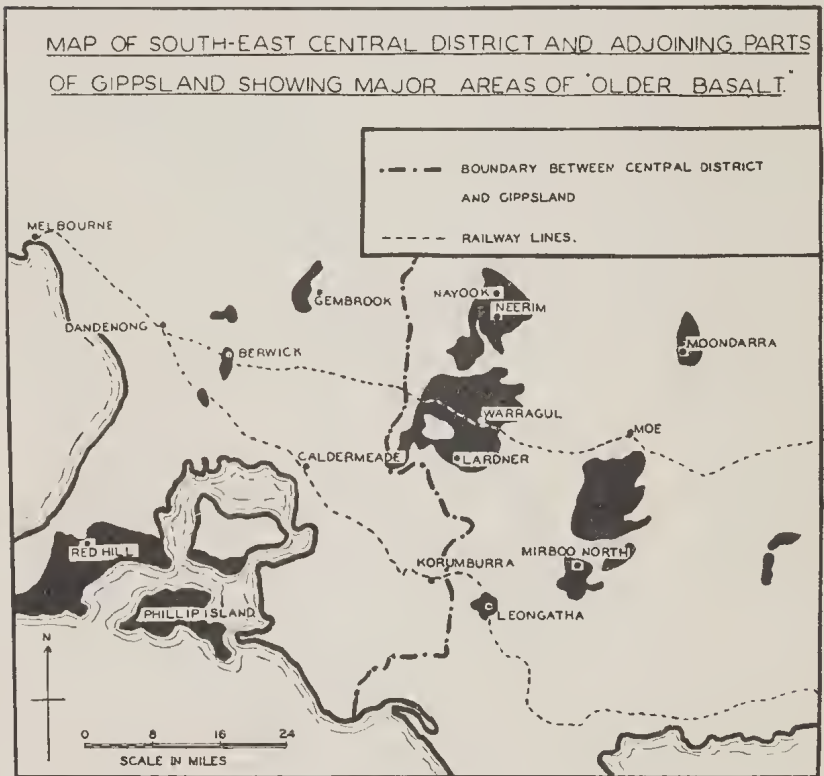 MAP OF SOUTH-EAST CENTRAL DISTRICT AND ADJOINING PARTS
OF GIPPSLAND SHOWING MAJOR AREAS OF "OLDER BASALT."
BOUNDARY BETWEEN CENTRAL DISTRICT
AND GIPPSLAND
RAILWAY LINES.
MELBOURNE
GEMBROOK
NAYOOK
NEERIM
DANDENONG
MOONDARRA
BERWICK
WARRAGUL
MOE
CALDERMEADE
LARDNER
RED HILL
MIRBOO NORTH
KORUMBURRA
PHILLIP ISLAND
LEONGATHA
N
0 8 16 24
SCALE IN MILES